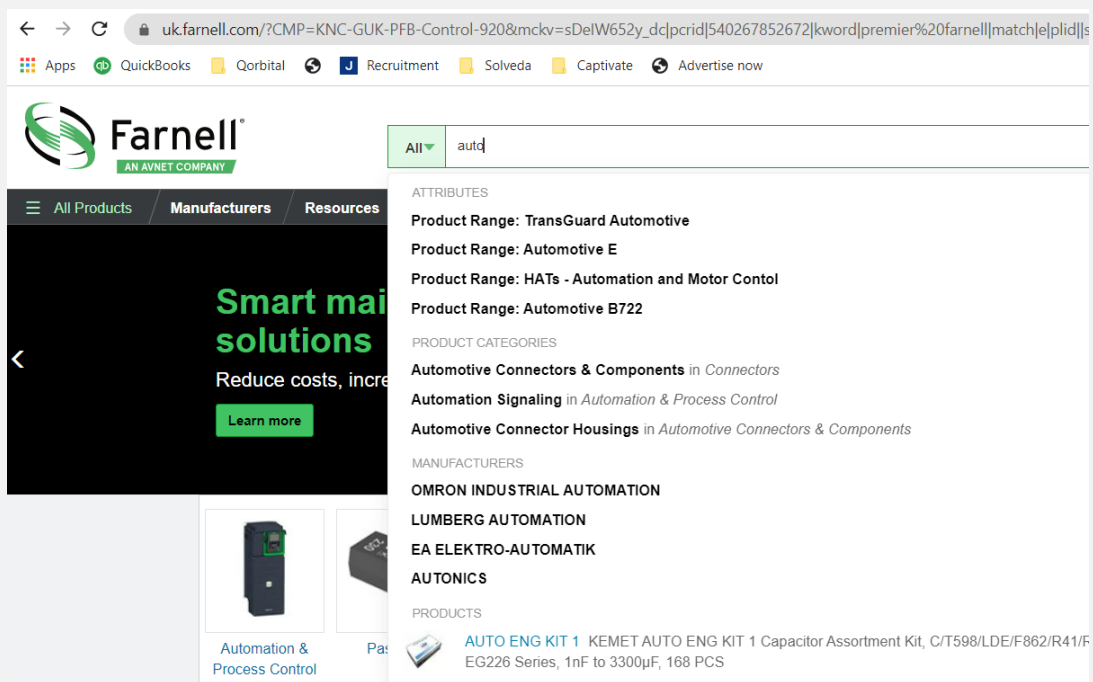 uk.farnell.com/?CMP=KNC-GUK-PFB-Control-920&mckv=sDeIW652y_dc|pcrid|540267852672|kword|premier%20farnell|match|e|plid||s
Apps QuickBooks Qorbital Recruitment Solveda Captivate Advertise now
Farnell
AN AVNET COMPANY
All auto
All Products Manufacturers Resources
ATTRIBUTES
Product Range: TransGuard Automotive
Product Range: Automotive E
Product Range: HATs - Automation and Motor Contol
Product Range: Automotive B722
PRODUCT CATEGORIES
Automotive Connectors & Components in Connectors
Automation Signaling in Automation & Process Control
Automotive Connector Housings in Automotive Connectors & Components
MANUFACTURERS
OMRON INDUSTRIAL AUTOMATION
LUMBERG AUTOMATION
EA ELEKTRO-AUTOMATIK
AUTONICS
PRODUCTS
AUTO ENG KIT 1 KEMET AUTO ENG KIT 1 Capacitor Assortment Kit, C/T598/LDE/F862/R41/R
EG226 Series, 1nF to 3300µF, 168 PCS
Smart mai
solutions
Reduce costs, incre
Learn more
Automation &
Process Control
Pas